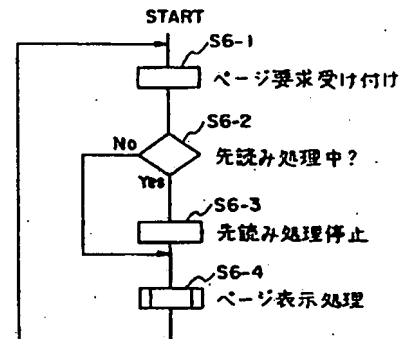 START
S6-1
ページ要求受け付け
S6-2
No
先読み処理中?
Yes
S6-3
先読み処理停止
S6-4
ページ表示処理